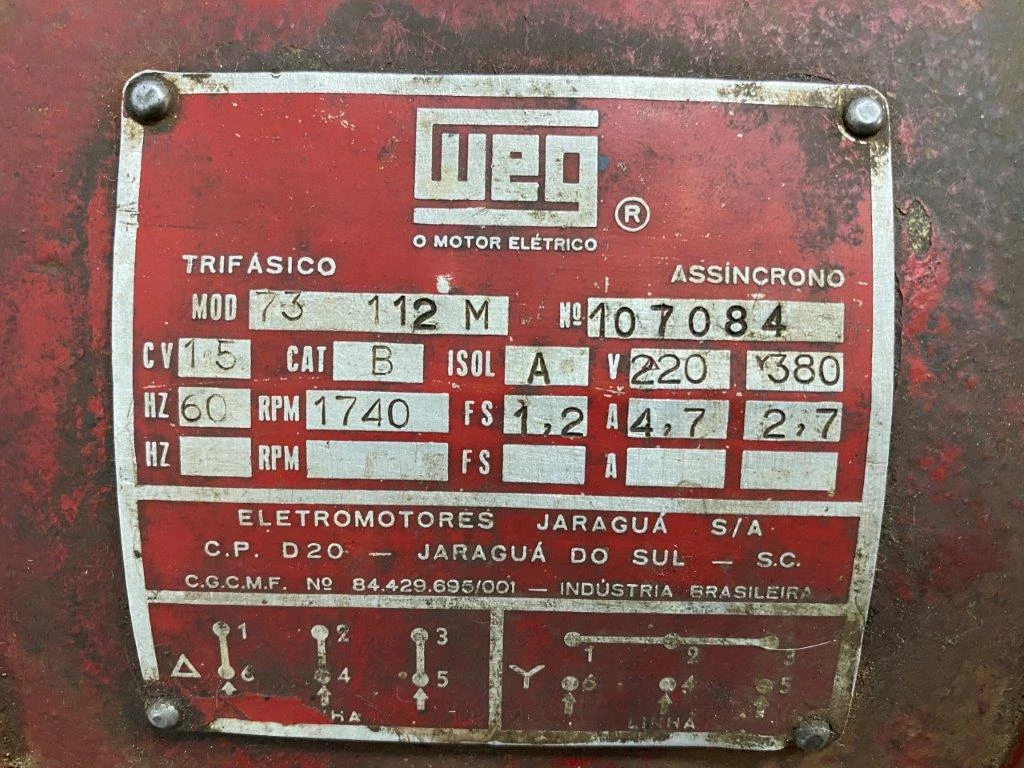 weg ®
O MOTOR ELÉTRICO
TRIFÁSICO ASSÍNCRONO
MOD 73 112 M Nº 107084
CV 1.5 CAT B ISOL A V 220 Y380
HZ 60 RPM 1740 FS 1,2 A 4,7 2,7
HZ RPM FS A
ELETROMOTORES JARAGUÁ S/A
C.P. D20 — JARAGUÁ DO SUL — S.C.
C.G.C.M.F. Nº 84.429.695/001 — INDÚSTRIA BRASILEIRA
1 2 3 1 2 3
Δ 6 4 5 Y 6 4 5
LINHA